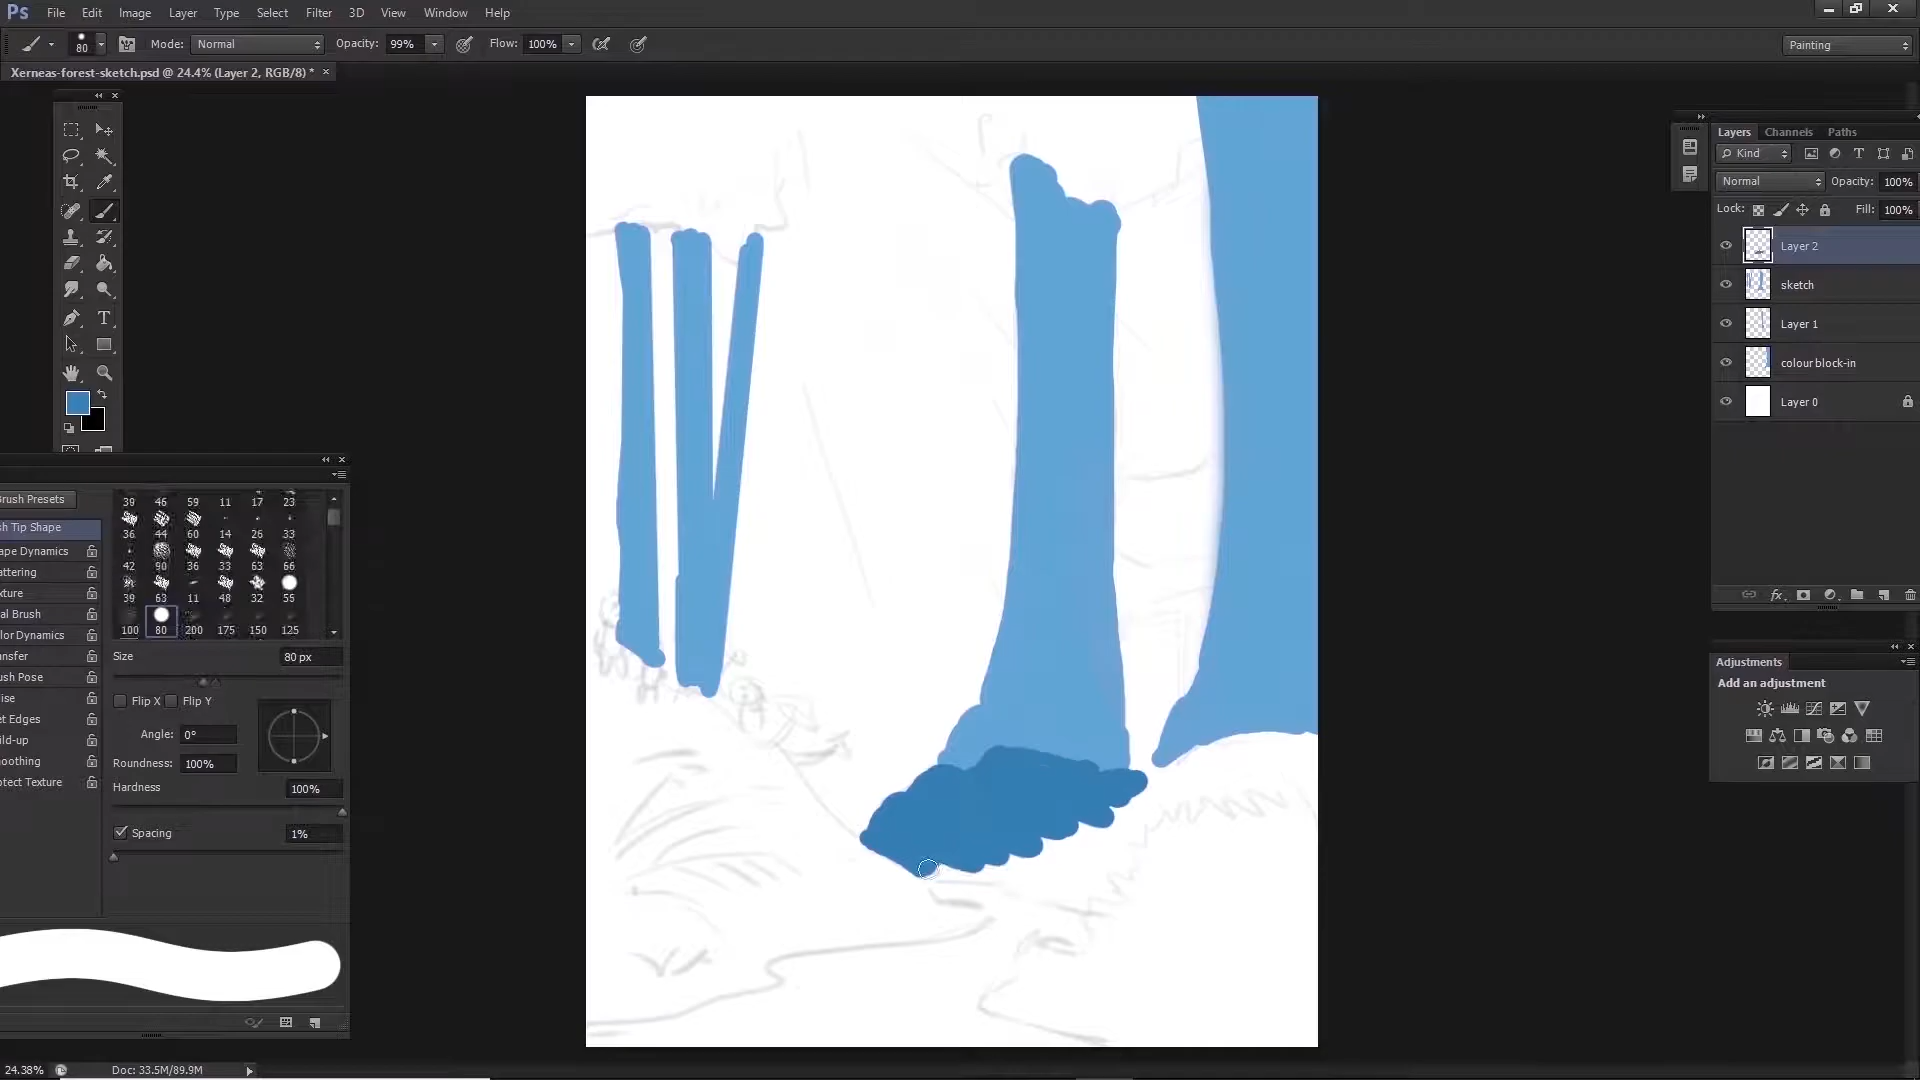 Ps File Edit Image Layer Type Select Filter 3D View Window Help
80 Mode: Normal Opacity: 99% Flow: 100% Painting
Xerneas-forest-sketch.psd @ 24.4% (Layer 2, RGB/8) * ×
Layers Channels Paths
Kind
Normal Opacity: 100%
Lock: Fill: 100%
Layer 2
sketch
Layer 1
colour block-in
Layer 0
fx
Adjustments
Add an adjustment
rush Presets
sh Tip Shape
ape Dynamics
attering
xture
al Brush
lor Dynamics
ansfer
ush Pose
ise
et Edges
ild-up
moothing
otect Texture
39 46 59 11 17 23
36 44 60 14 26 33
42 90 36 33 63 66
39 63 11 48 32 55
100 80 200 175 150 125
Size 80 px
Flip X Flip Y
Angle: 0°
Roundness: 100%
Hardness 100%
Spacing 1%
24.38% Doc: 33.5M/89.9M